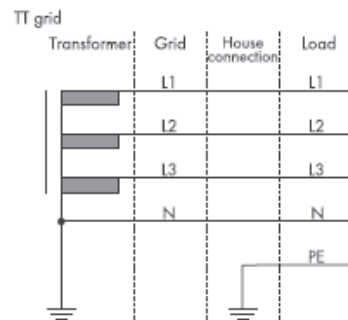 TT grid
Transformer Grid House connection Load
L1 L1
L2 L2
L3 L3
N N
PE